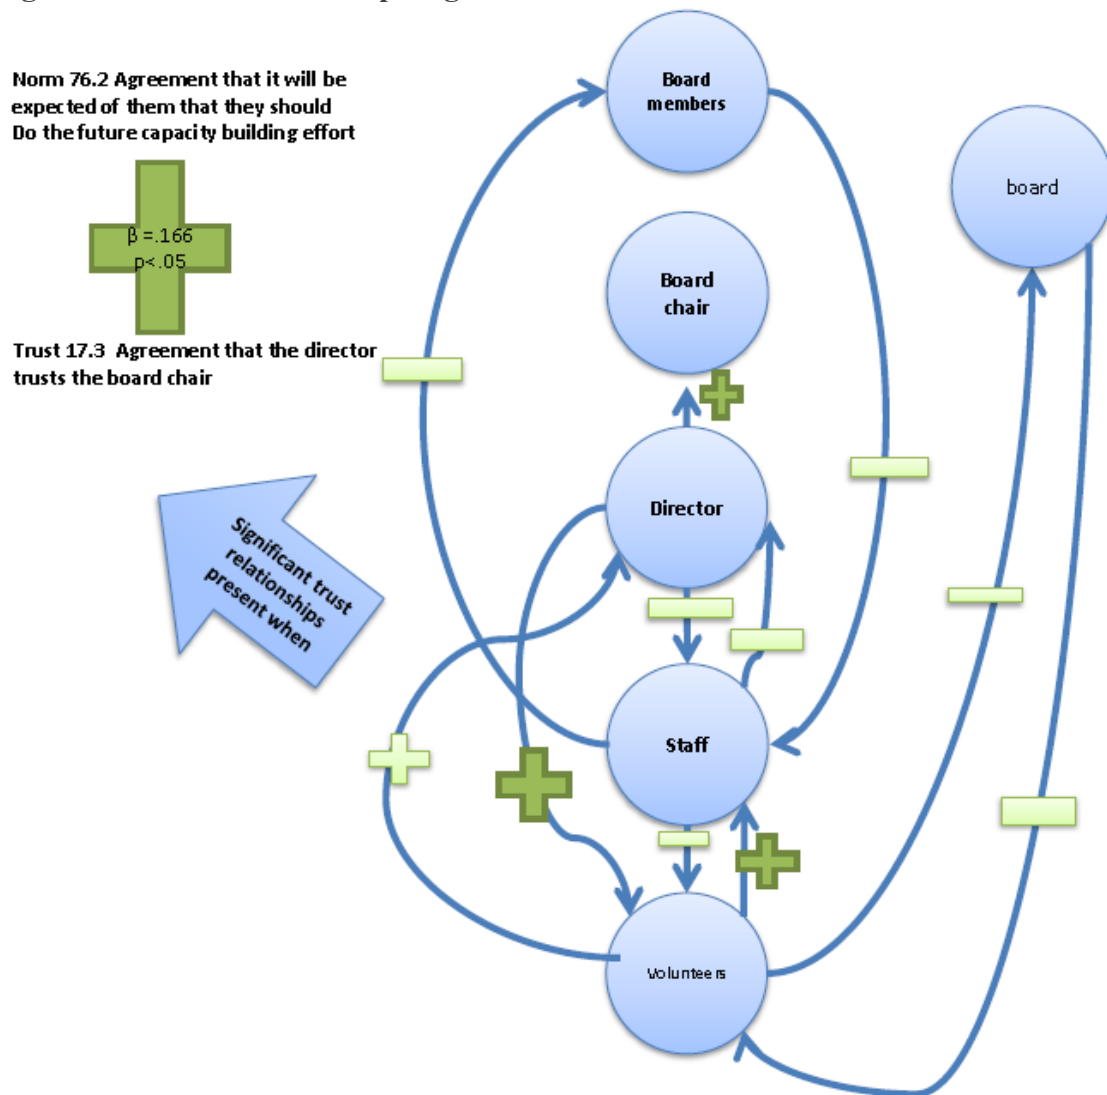 Norm 76.2 Agreement that it will be
expected of them that they should
Do the future capacity building effort
β =.166
p<.05
Trust 17.3 Agreement that the director
trusts the board chair
Significant trust
relationships
present when
Board
members
board
Board
chair
Director
Staff
Volunteers